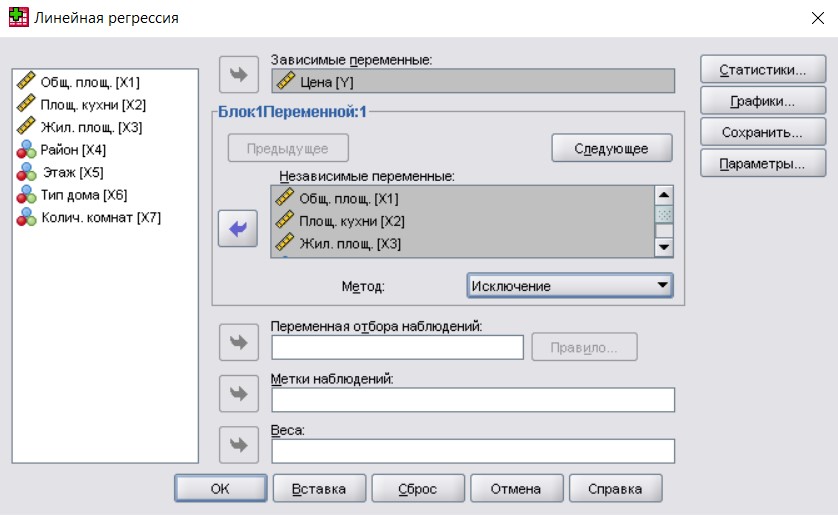 Линейная регрессия
Общ. площ. [X1]
Площ. кухни [X2]
Жил. площ. [X3]
Район [X4]
Этаж [X5]
Тип дома [X6]
Колич. комнат [X7]
Зависимые переменные:
Цена [Y]
Блок1Переменной:1
Предыдущее
Следующее
Независимые переменные:
Общ. площ. [X1]
Площ. кухни [X2]
Жил. площ. [X3]
Метод:
Исключение
Переменная отбора наблюдений:
Правило...
Метки наблюдений:
Веса:
Статистики...
Графики...
Сохранить...
Параметры...
OK
Вставка
Сброс
Отмена
Справка